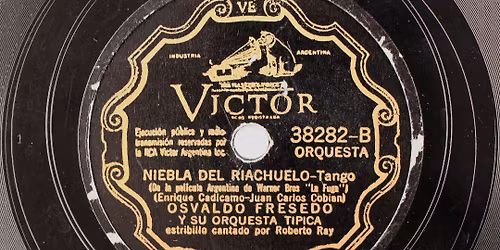 VE
INDUSTRIA ARGENTINA
VICTOR
Ejecución pública y radio-
transmisión reservadas por
la RCA Victor Argentina Inc.
38282-B
ORQUESTA
NIEBLA DEL RIACHUELO-Tango
(De la película Argentina de Warner Bros "La Fuga")
(Enrique Cadicamo-Juan Carlos Cobian)
OSVALDO FRESEDO
Y SU ORQUESTA TIPICA
estribillo cantado por Roberto Ray